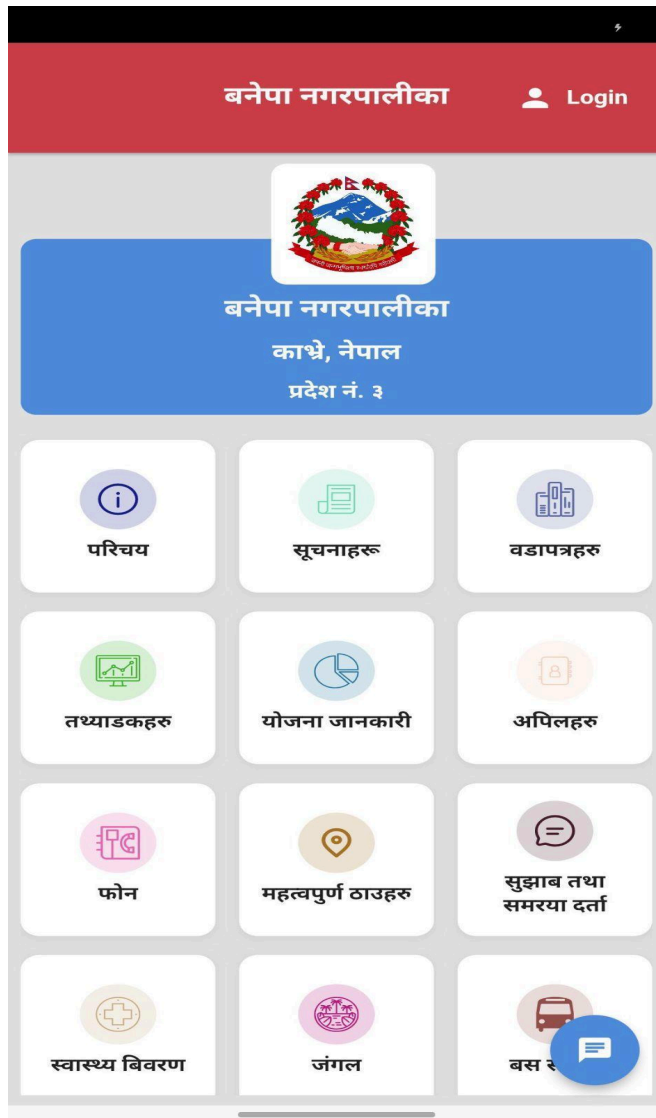 बनेपा नगरपालीका
Login
बनेपा नगरपालीका
काभ्रे, नेपाल
प्रदेश नं. ३
परिचय
सूचनाहरू
वडापत्रहरु
तथ्याडकहरु
योजना जानकारी
अपिलहरु
फोन
महत्वपुर्ण ठाउहरु
सुझाब तथा
समरया दर्ता
स्वास्थ्य बिवरण
जंगल
बस